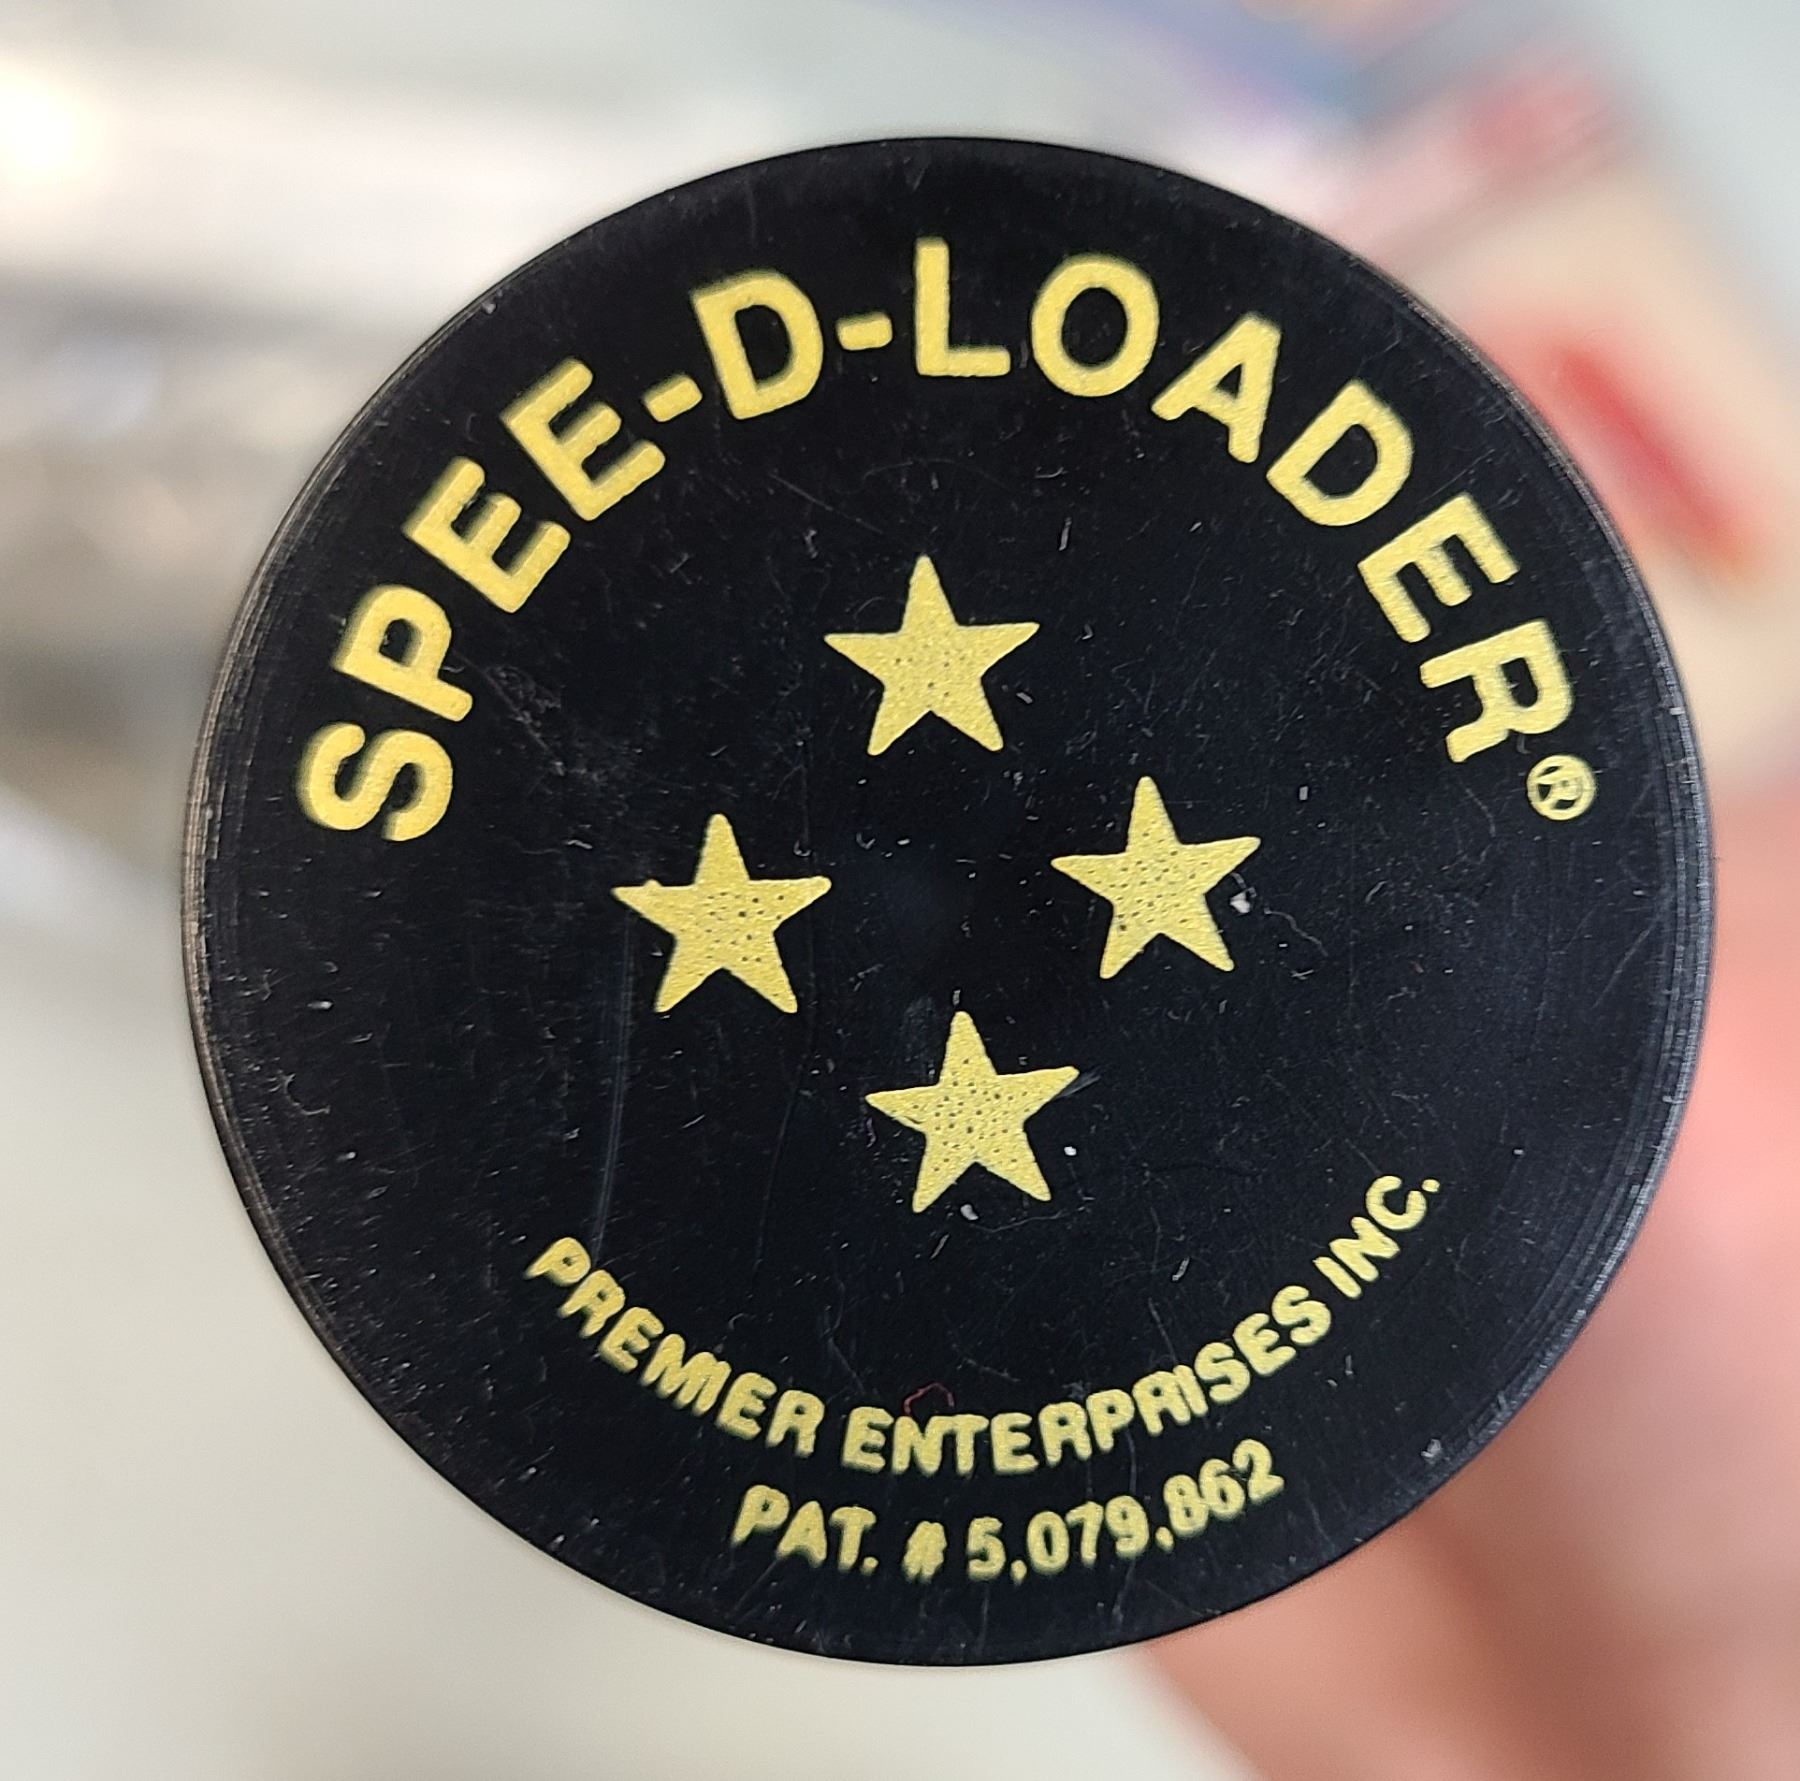 SPEE-D-LOADER®
PREMIER ENTERPRISES INC.
PAT. # 5,079,862